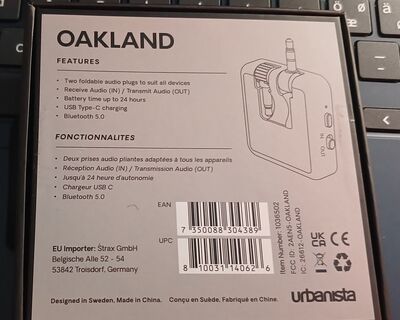 OAKLAND
FEATURES
• Two foldable audio plugs to suit all devices
• Receive Audio (IN) / Transmit Audio (OUT)
• Battery time up to 24 hours
• USB Type-C charging
• Bluetooth 5.0
IN
OUT
FONCTIONNALITES
• Deux prises audio pliantes adaptées à tous les appareils
• Réception Audio (IN) / Transmission Audio (OUT)
• Jusqu'à 24 heure d'autonomie
• Chargeur USB C
• Bluetooth 5.0
EAN
7 350088 304389
UPC
8 10031 14062 6
Item Number: 1036502
FCC ID: 2AEN5-OAKLAND
IC: 26612-OAKLAND
UK
CA
CE
EU Importer: Strax GmbH
Belgische Alle 52 - 54
53842 Troisdorf, Germany
Designed in Sweden, Made in China. Conçu en Suède, Fabriqué en Chine.
urbanista